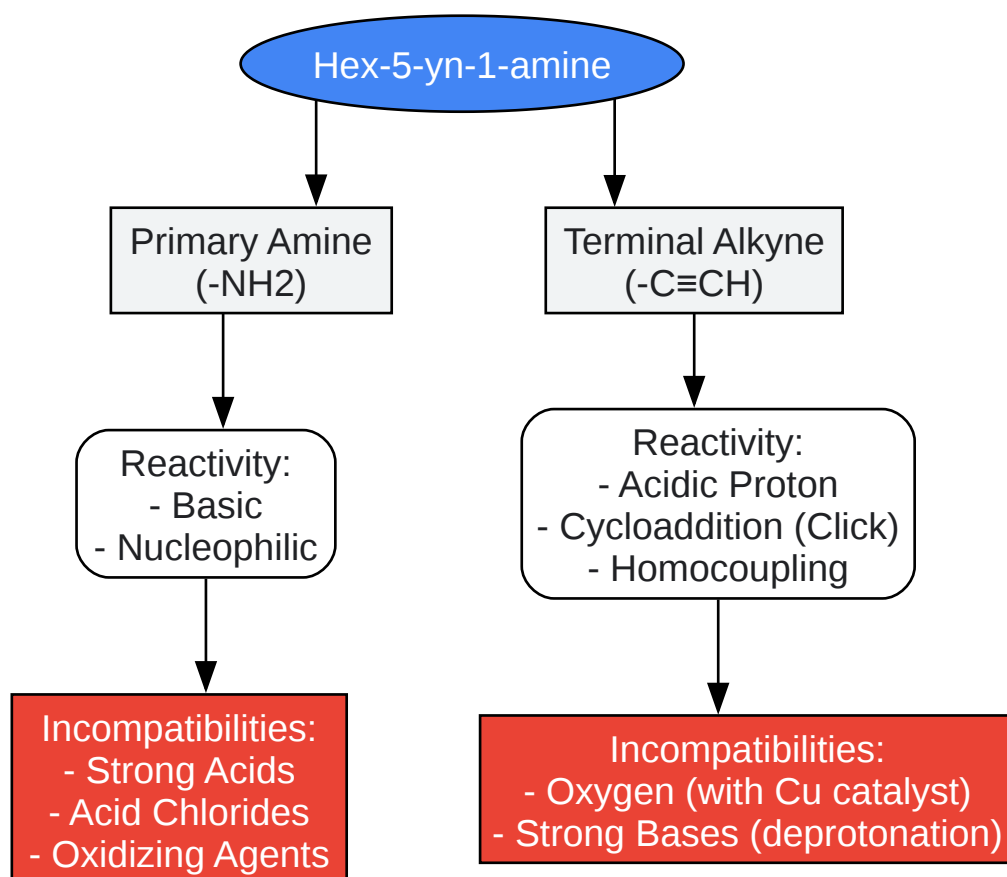 Hex-5-yn-1-amine
Primary Amine
(-NH2)
Terminal Alkyne
(-C≡CH)
Reactivity:
- Basic
- Nucleophilic
Reactivity:
- Acidic Proton
- Cycloaddition (Click)
- Homocoupling
Incompatibilities:
- Strong Acids
- Acid Chlorides
- Oxidizing Agents
Incompatibilities:
- Oxygen (with Cu catalyst)
- Strong Bases (deprotonation)